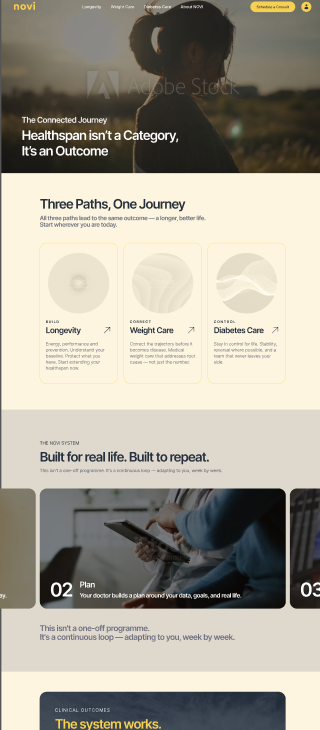 novi
Longevity
Weight Care
Diabetes Care
About NOVI
Schedule a Consult
Adobe Stock
The Connected Journey
Healthspan isn't a Category,
It's an Outcome
Three Paths, One Journey
All three paths lead to the same outcome — a longer, better life.
Start wherever you are today.
BUILD
Longevity
Energy, performance and
prevention. Understand your
baseline. Protect what you
have. Start extending your
healthspan now.
CORRECT
Weight Care
Correct the trajectory before it
becomes disease. Medical
weight care that addresses root
cause — not just the number.
CONTROL
Diabetes Care
Stay in control for life. Stability,
reversal where possible, and a
team that never leaves your
side.
THE NOVI SYSTEM
Built for real life. Built to repeat.
This isn't a one-off programme. It's a continuous loop — adapting to you, week by week.
ay.
02
Plan
Your doctor builds a plan around your data, goals, and real life.
03
This isn't a one-off programme.
It's a continuous loop — adapting to you, week by week.
CLINICAL OUTCOMES
The system works.